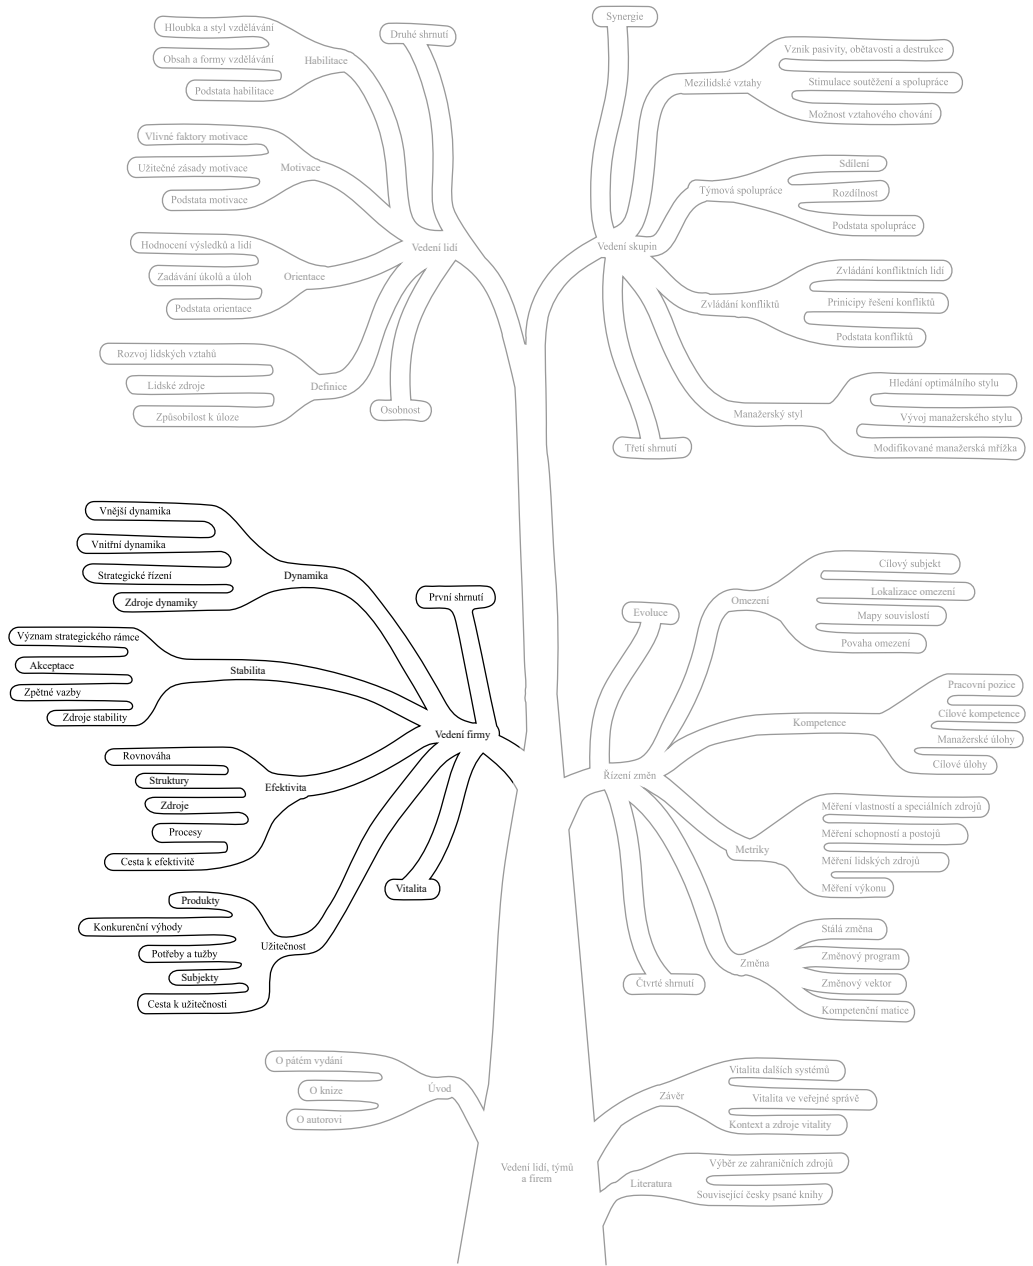 Hloubka a styl vzdělávání
Obsah a formy vzdělávání
Podstata habilitace
Habilitace
Druhé shrnutí
Vlivné faktory motivace
Užitečné zásady motivace
Podstata motivace
Motivace
Hodnocení výsledků a lidí
Zadávání úkolů a úloh
Podstata orientace
Orientace
Vedení lidí
Rozvoj lidských vztahů
Lidské zdroje
Způsobilost k úloze
Definice
Osobnost
Synergie
Vznik pasivity, obětavosti a destrukce
Stimulace soutěžení a spolupráce
Možnost vztahového chování
Mezilidské vztahy
Sdílení
Rozdílnost
Podstata spolupráce
Týmová spolupráce
Vedení skupin
Zvládání konfliktních lidí
Prinicipy řešení konfliktů
Podstata konfliktů
Zvládání konfliktů
Hledání optimálního stylu
Vývoj manažerského stylu
Modifikované manažerská mřížka
Manažerský styl
Třetí shrnutí
Vnější dynamika
Vnitřní dynamika
Strategické řízení
Zdroje dynamiky
Dynamika
První shrnutí
Význam strategického rámce
Akceptace
Zpětné vazby
Zdroje stability
Stabilita
Vedení firmy
Rovnováha
Struktury
Zdroje
Procesy
Cesta k efektivitě
Efektivita
Vitalita
Produkty
Konkurenční výhody
Potřeby a tužby
Subjekty
Cesta k užitečnosti
Užitečnost
Evoluce
Omezení
Cílový subjekt
Lokalizace omezení
Mapy souvislostí
Povaha omezení
Kompetence
Pracovní pozice
Cílové kompetence
Manažerské úlohy
Cílové úlohy
Řízení změn
Měření vlastností a speciálních zdrojů
Měření schopností a postojů
Měření lidských zdrojů
Měření výkonu
Metriky
Stálá změna
Změnový program
Změnový vektor
Kompetenční matice
Změna
Čtvrté shrnutí
O pátém vydání
O knize
O autorovi
Úvod
Vitalita dalších systémů
Vitalita ve veřejné správě
Kontext a zdroje vitality
Závěr
Vedení lidí, týmů
a firem
Výběr ze zahraničních zdrojů
Související česky psané knihy
Literatura